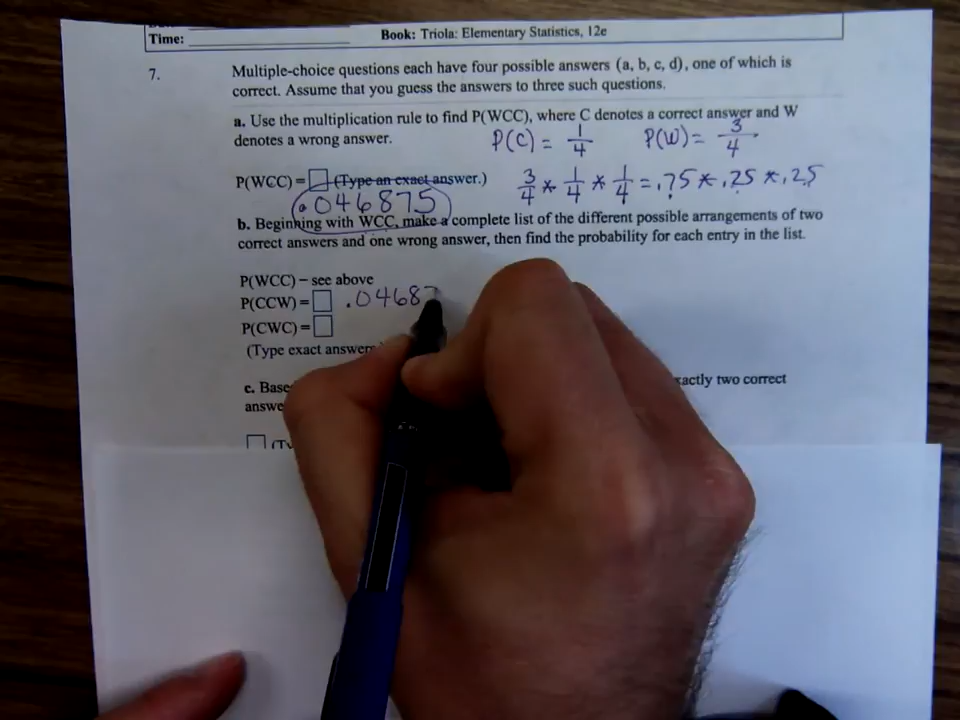 Time: Book: Triola: Elementary Statistics, 12e
7. Multiple-choice questions each have four possible answers (a, b, c, d), one of which is
correct. Assume that you guess the answers to three such questions.
a. Use the multiplication rule to find P(WCC), where C denotes a correct answer and W
denotes a wrong answer. P(C) = 1/4 P(W) = 3/4
P(WCC) = (Type an exact answer.) 3/4 * 1/4 * 1/4 = .75 * .25 * .25
.046875
b. Beginning with WCC, make a complete list of the different possible arrangements of two
correct answers and one wrong answer, then find the probability for each entry in the list.
P(WCC) – see above
P(CCW) = .04687
P(CWC) =
(Type exact answers
c. Base exactly two correct
answe